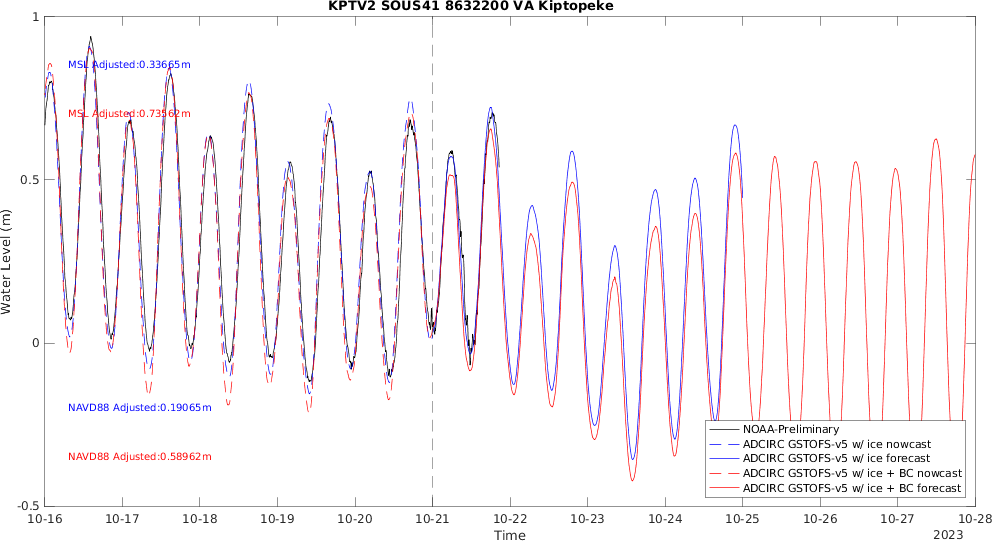 KPTV2 SOUS41 8632200 VA Kiptopeke
1
0.5
0
-0.5
Water Level (m)
MSL Adjusted:0.33665m
MSL Adjusted:0.73562m
NAVD88 Adjusted:0.19065m
NAVD88 Adjusted:0.58962m
NOAA-Preliminary
ADCIRC GSTOFS-v5 w/ ice nowcast
ADCIRC GSTOFS-v5 w/ ice forecast
ADCIRC GSTOFS-v5 w/ ice + BC nowcast
ADCIRC GSTOFS-v5 w/ ice + BC forecast
10-16 10-17 10-18 10-19 10-20 10-21 10-22 10-23 10-24 10-25 10-26 10-27 10-28
Time
2023